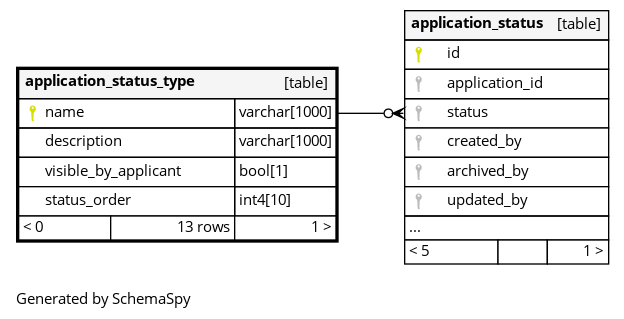 application_status_type [table]
name varchar[1000]
description varchar[1000]
visible_by_applicant bool[1]
status_order int4[10]
< 0 13 rows 1 >
application_status [table]
id
application_id
status
created_by
archived_by
updated_by
...
< 5 1 >
Generated by SchemaSpy